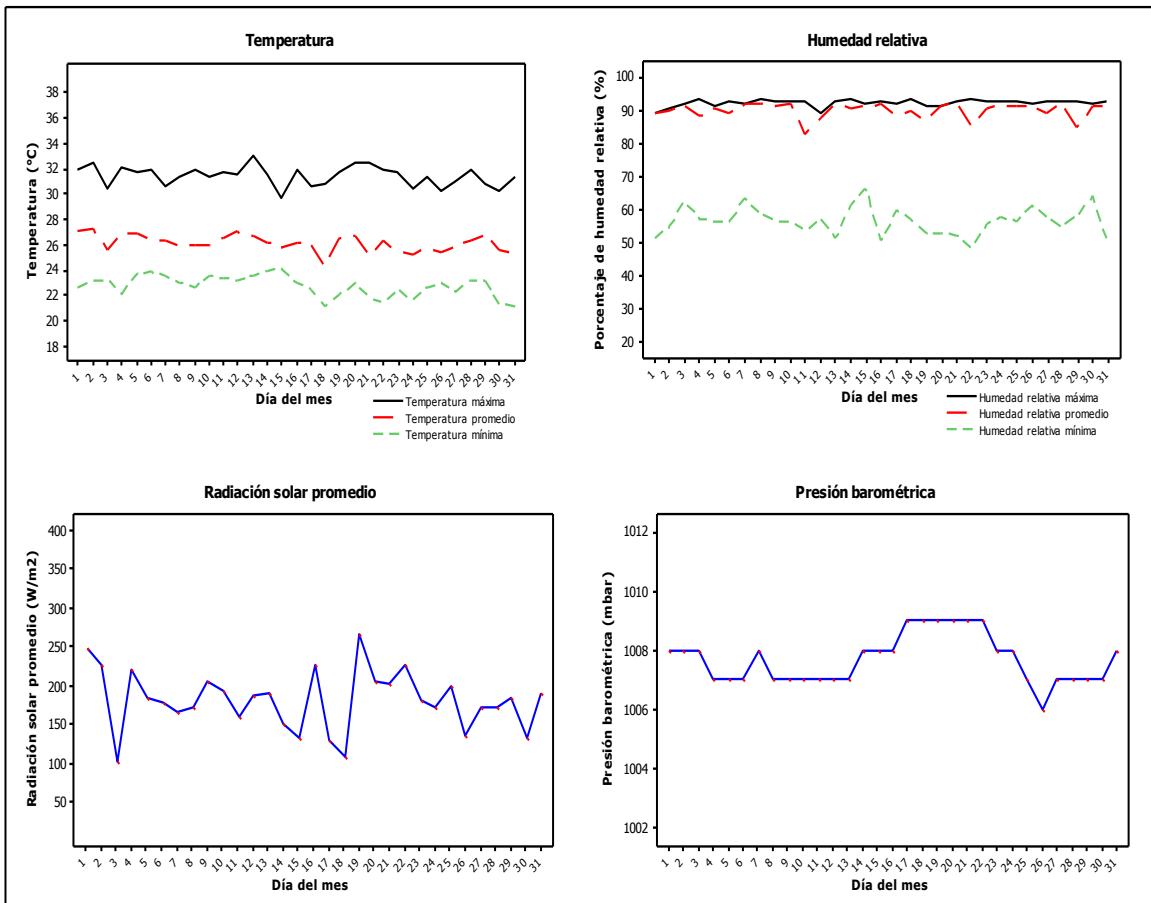 Temperatura
Temperatura (°C)
38
36
34
32
30
28
26
24
22
20
18
1 2 3 4 5 6 7 8 9 10 11 12 13 14 15 16 17 18 19 20 21 22 23 24 25 26 27 28 29 30 31
Día del mes
Temperatura máxima
Temperatura promedio
Temperatura mínima
Humedad relativa
Porcentaje de humedad relativa (%)
100
90
80
70
60
50
40
30
20
1 2 3 4 5 6 7 8 9 10 11 12 13 14 15 16 17 18 19 20 21 22 23 24 25 26 27 28 29 30 31
Día del mes
Humedad relativa máxima
Humedad relativa promedio
Humedad relativa mínima
Radiación solar promedio
Radiación solar promedio (W/m2)
400
350
300
250
200
150
100
50
1 2 3 4 5 6 7 8 9 10 11 12 13 14 15 16 17 18 19 20 21 22 23 24 25 26 27 28 29 30 31
Día del mes
Presión barométrica
Presión barométrica (mbar)
1012
1010
1008
1006
1004
1002
1 2 3 4 5 6 7 8 9 10 11 12 13 14 15 16 17 18 19 20 21 22 23 24 25 26 27 28 29 30 31
Día del mes